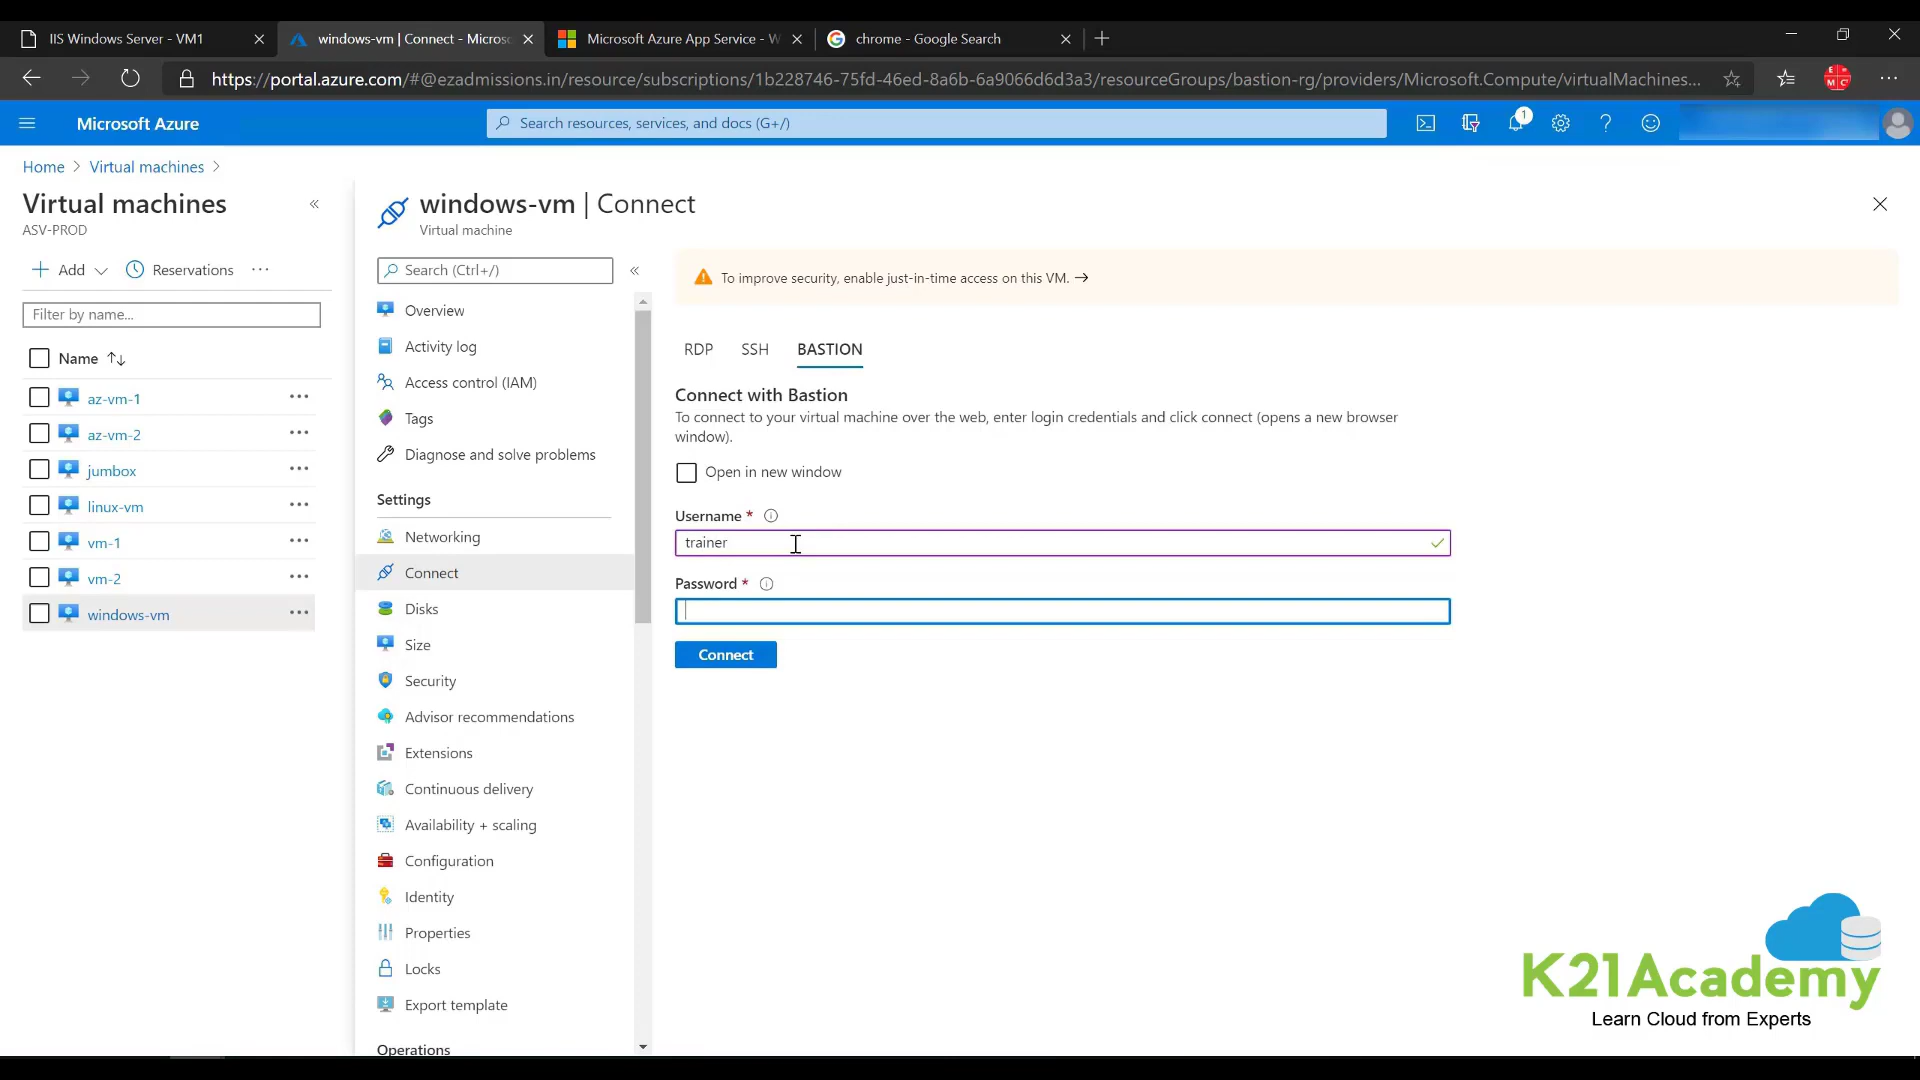 IIS Windows Server - VM1
windows-vm | Connect - Microso
Microsoft Azure App Service - W
chrome - Google Search
https://portal.azure.com/#@ezadmissions.in/resource/subscriptions/1b228746-75fd-46ed-8a6b-6a9066d6d3a3/resourceGroups/bastion-rg/providers/Microsoft.Compute/virtualMachines...
Microsoft Azure
Search resources, services, and docs (G+/)
1
Home > Virtual machines >
Virtual machines
ASV-PROD
Add
Reservations
Filter by name...
Name
az-vm-1
az-vm-2
jumbox
linux-vm
vm-1
vm-2
windows-vm
windows-vm | Connect
Virtual machine
Search (Ctrl+/)
Overview
Activity log
Access control (IAM)
Tags
Diagnose and solve problems
Settings
Networking
Connect
Disks
Size
Security
Advisor recommendations
Extensions
Continuous delivery
Availability + scaling
Configuration
Identity
Properties
Locks
Export template
Operations
To improve security, enable just-in-time access on this VM. →
RDP SSH BASTION
Connect with Bastion
To connect to your virtual machine over the web, enter login credentials and click connect (opens a new browser
window).
Open in new window
Username *
trainer
Password *
Connect
K21Academy
Learn Cloud from Experts